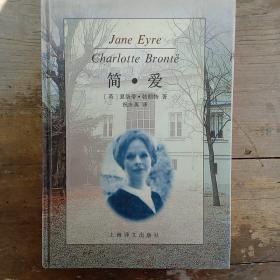 Jane Eyre
Charlotte Brontë
简·爱
〔英〕夏洛蒂·勃朗特 著
祝庆英 译
上海译文出版社